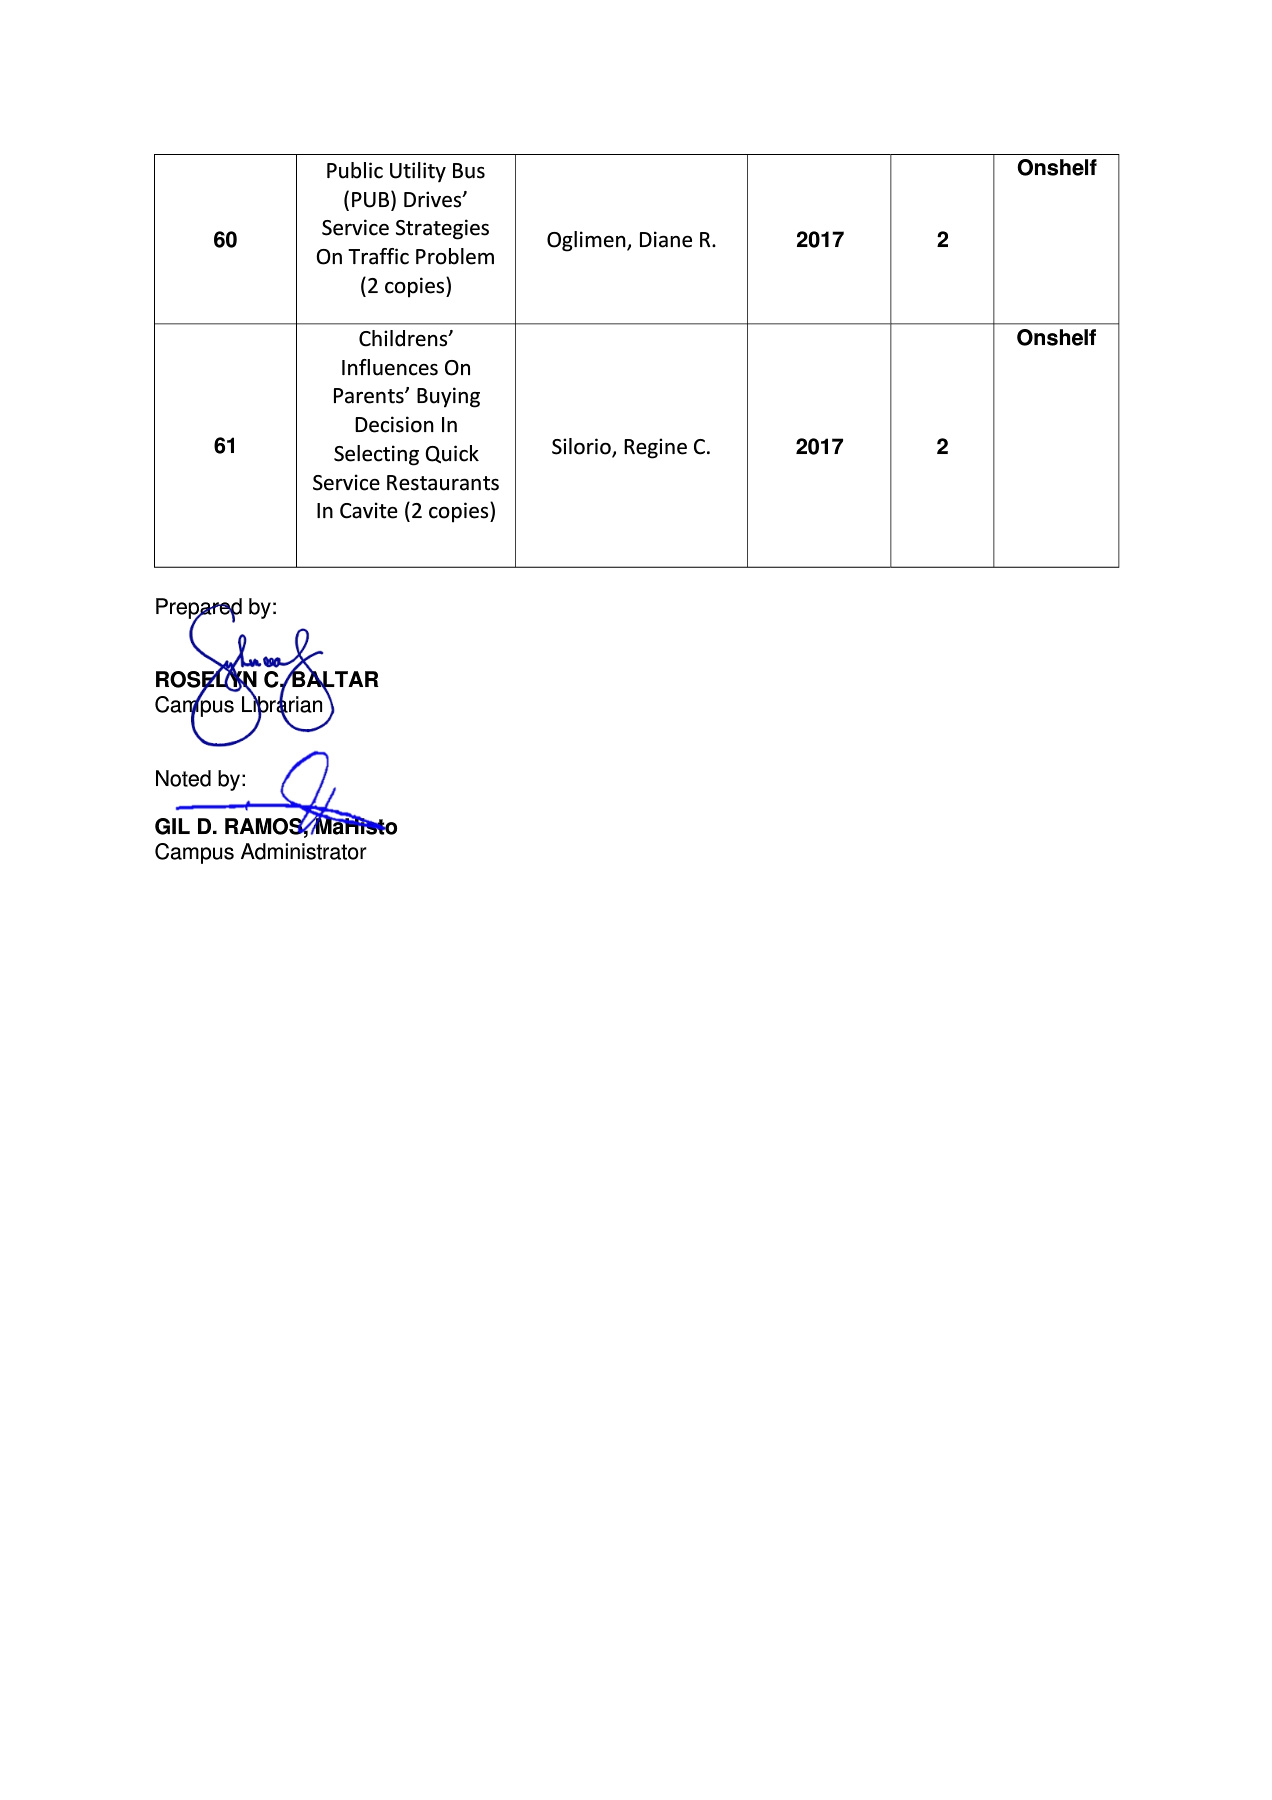 Public Utility Bus
(PUB) Drives’
Service Strategies
On Traffic Problem
(2 copies)
60
Oglimen, Diane R.
2017
2
Onshelf
Childrens’
Influences On
Parents’ Buying
Decision In
Selecting Quick
Service Restaurants
In Cavite (2 copies)
61
Silorio, Regine C.
2017
2
Onshelf
Prepared by:
ROSELYN C. BALTAR
Campus Librarian
Noted by:
GIL D. RAMOS, MaHisto
Campus Administrator